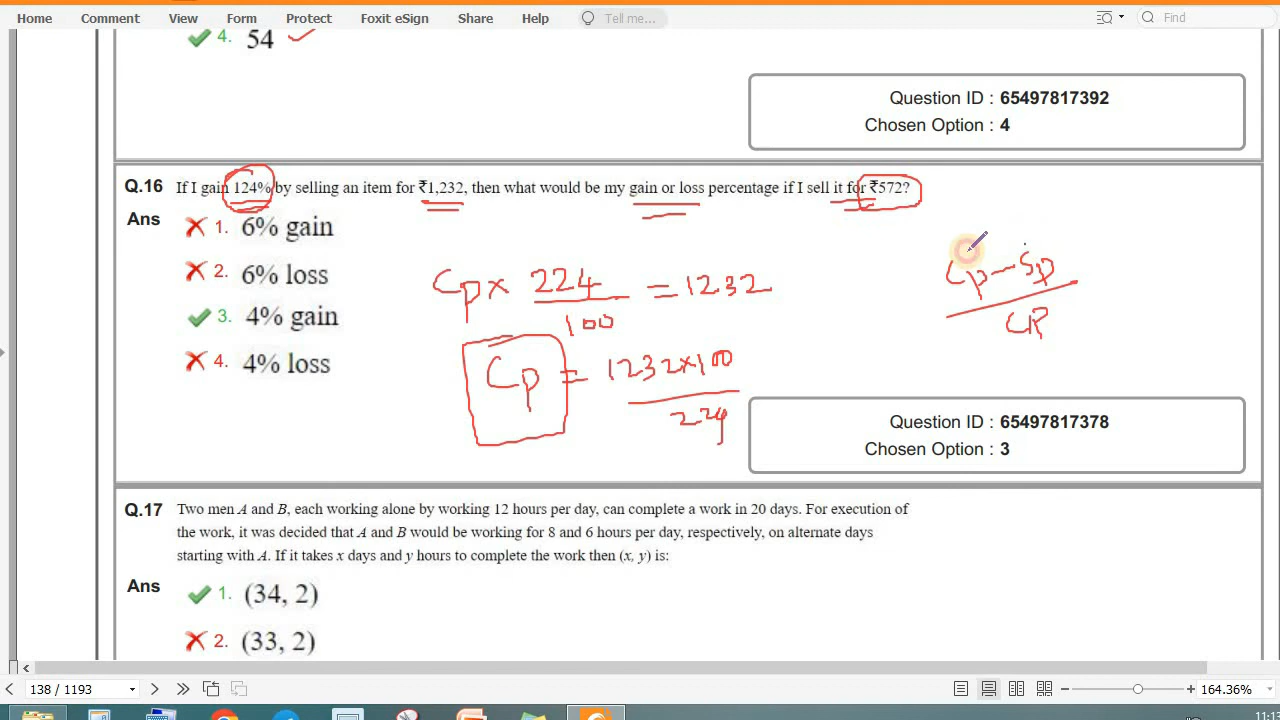 Home Comment View Form Protect Foxit eSign Share Help Tell me... Find
4. 54
Question ID : 65497817392
Chosen Option : 4
Q.16 If I gain 124% by selling an item for ₹1,232, then what would be my gain or loss percentage if I sell it for ₹572?
Ans
1. 6% gain
2. 6% loss
3. 4% gain
4. 4% loss
Cp x 224 = 1232
100
Cp = 1232x100
224
Cp — Sp
CP
Question ID : 65497817378
Chosen Option : 3
Q.17 Two men A and B, each working alone by working 12 hours per day, can complete a work in 20 days. For execution of
the work, it was decided that A and B would be working for 8 and 6 hours per day, respectively, on alternate days
starting with A. If it takes x days and y hours to complete the work then (x, y) is:
Ans
1. (34, 2)
2. (33, 2)
138 / 1193 164.36%